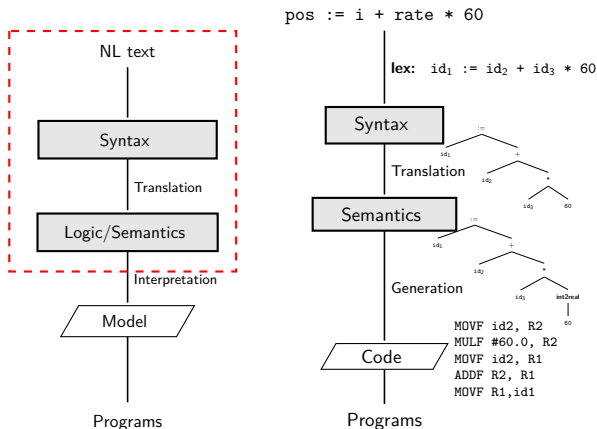 NL text
Syntax
Translation
Logic/Semantics
Interpretation
Model
Programs
pos := i + rate * 60
lex: id₁ := id₂ + id₃ * 60
Syntax
:=
id₁
+
id₂
*
id₃
60
Translation
Semantics
:=
id₁
+
id₂
*
id₃
int2real
60
Generation
MOVF id2, R2
MULF #60.0, R2
MOVF id2, R1
ADDF R2, R1
MOVF R1,id1
Code
Programs